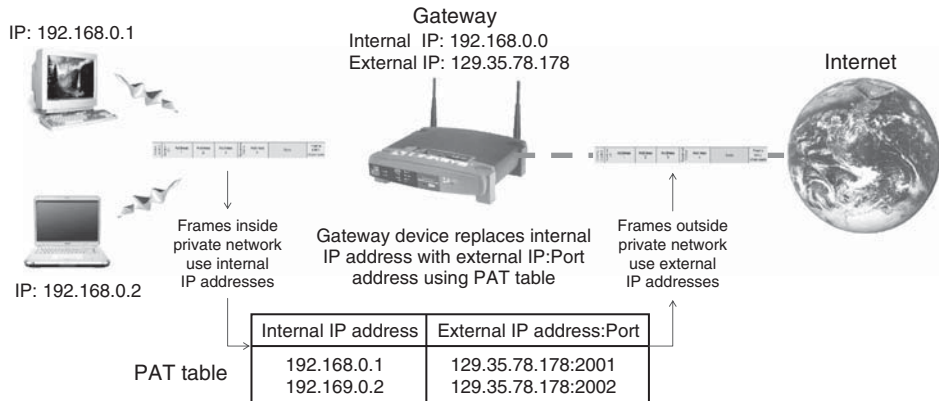 IP: 192.168.0.1
Gateway
Internal IP: 192.168.0.0
External IP: 129.35.78.178
Internet
Frames inside
private network
use internal
IP addresses
Gateway device replaces internal
IP address with external IP:Port
address using PAT table
Frames outside
private network
use external
IP addresses
IP: 192.168.0.2
PAT table
Internal IP address External IP address:Port
192.168.0.1 129.35.78.178:2001
192.169.0.2 129.35.78.178:2002